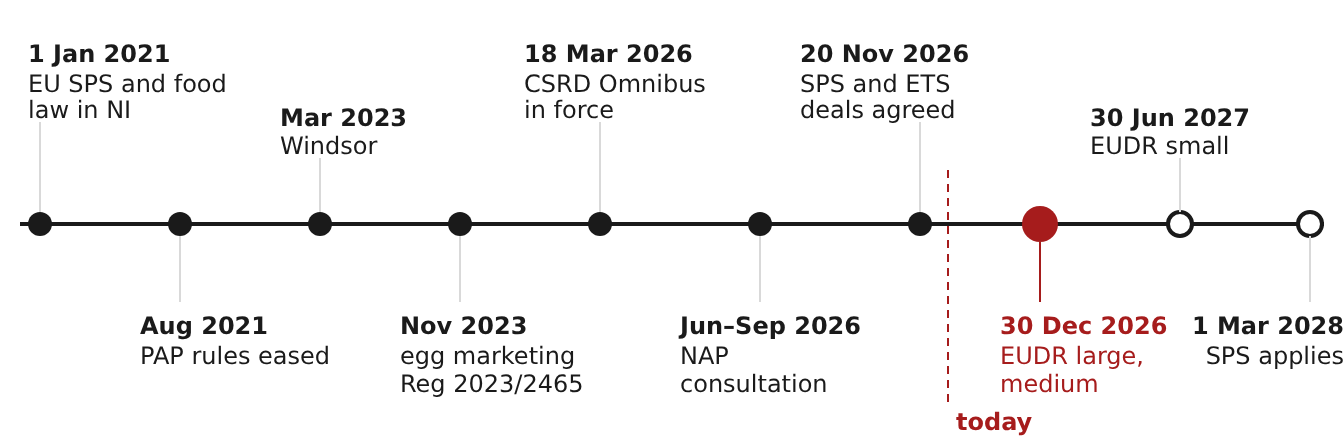 1 Jan 2021
EU SPS and food
law in NI
Mar 2023
Windsor
18 Mar 2026
CSRD Omnibus
in force
20 Nov 2026
SPS and ETS
deals agreed
30 Jun 2027
EUDR small
Aug 2021
PAP rules eased
Nov 2023
egg marketing
Reg 2023/2465
Jun–Sep 2026
NAP
consultation
30 Dec 2026
EUDR large,
medium
1 Mar 2028
SPS applies
today